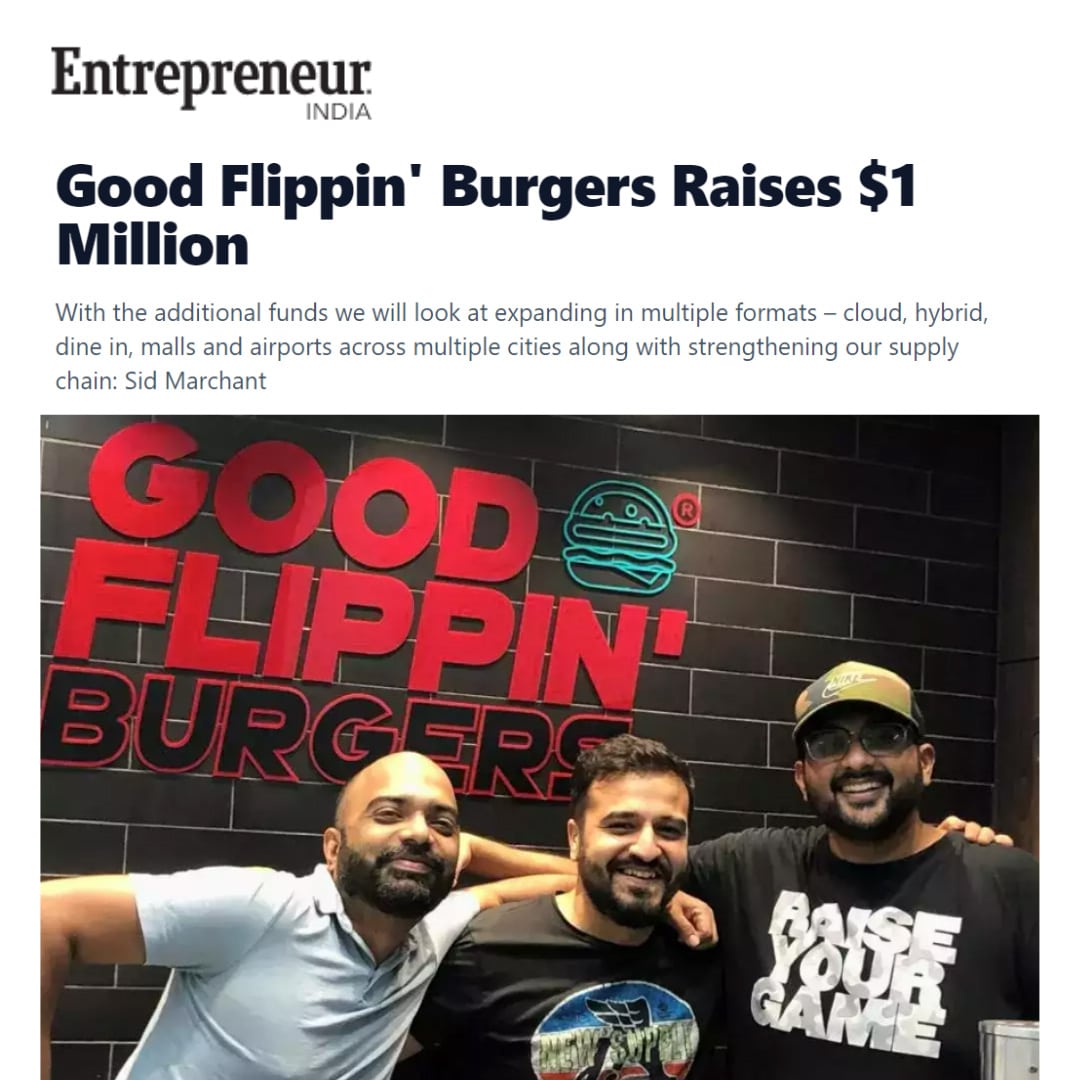 Entrepreneur
INDIA
Good Flippin' Burgers Raises $1
Million
With the additional funds we will look at expanding in multiple formats – cloud, hybrid,
dine in, malls and airports across multiple cities along with strengthening our supply
chain: Sid Marchant
GOOD
®
FLIPPIN'
BURGERS
NIKE
RAISE
YOUR
GAME
NEW SUPPLY